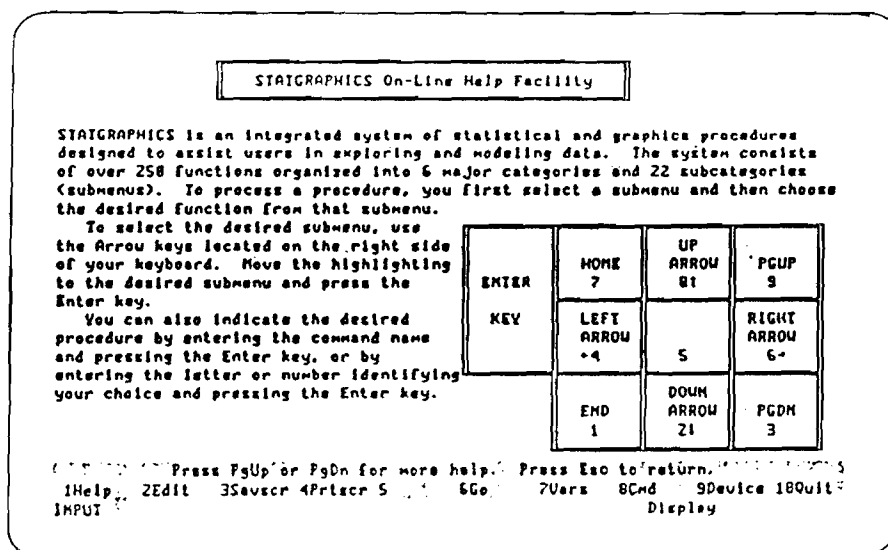 STATGRAPHICS On-Line Help Facility
STATGRAPHICS is an integrated system of statistical and graphics procedures
designed to assist users in exploring and modeling data. The system consists
of over 250 functions organized into 6 major categories and 22 subcategories
(submenus). To process a procedure, you first select a submenu and then choose
the desired function from that submenu.
To select the desired submenu, use
the Arrow keys located on the right side
of your keyboard. Move the highlighting
to the desired submenu and press the
Enter key.
You can also indicate the desired
procedure by entering the command name
and pressing the Enter key, or by
entering the letter or number identifying
your choice and pressing the Enter key.
ENTER
KEY
HOME
7
UP
ARROW
8↑
PGUP
9
LEFT
ARROW
←4
5
RIGHT
ARROW
6→
END
1
DOWN
ARROW
2↓
PGDN
3
Press PgUp or PgDn for more help. Press Esc to return.
1Help 2Edit 3Savscr 4Prtscr 5 6Go 7Vars 8Cmd 9Device 10Quit
INPUT Display